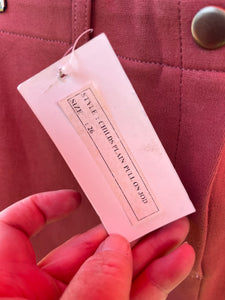 STYLE : CHILDS PLAIN PULL ON JOD
SIZE : 26